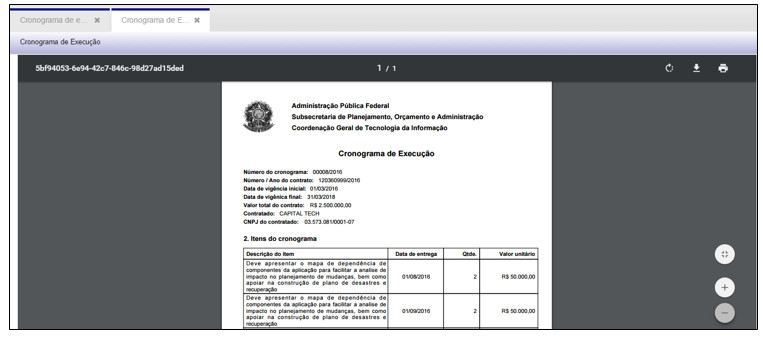 Cronograma de e... ✖ Cronograma de E... ✖
Cronograma de Execução
5bf94053-6e94-42c7-846c-98d27ad15ded 1 / 1
Administração Pública Federal
Subsecretaria de Planejamento, Orçamento e Administração
Coordenação Geral de Tecnologia da Informação
Cronograma de Execução
Número do cronograma: 00008/2016
Número / Ano do contrato: 120360999/2016
Data de vigência inicial: 01/03/2016
Data de vigênica final: 31/03/2018
Valor total do contrato: R$ 2.500.000,00
Contratado: CAPITAL TECH
CNPJ do contratado: 03.573.081/0001-07
2. Itens do cronograma
Descrição do item Data de entrega Qtde. Valor unitário
Deve apresentar o mapa de dependência de
componentes da aplicação para facilitar a analise de
impacto no planejamento de mudanças, bem como
apoiar na construção de plano de desastres e
recuperação
01/08/2016 2 R$ 50.000,00
Deve apresentar o mapa de dependência de
componentes da aplicação para facilitar a analise de
impacto no planejamento de mudanças, bem como
apoiar na construção de plano de desastres e
recuperação
01/09/2016 2 R$ 50.000,00